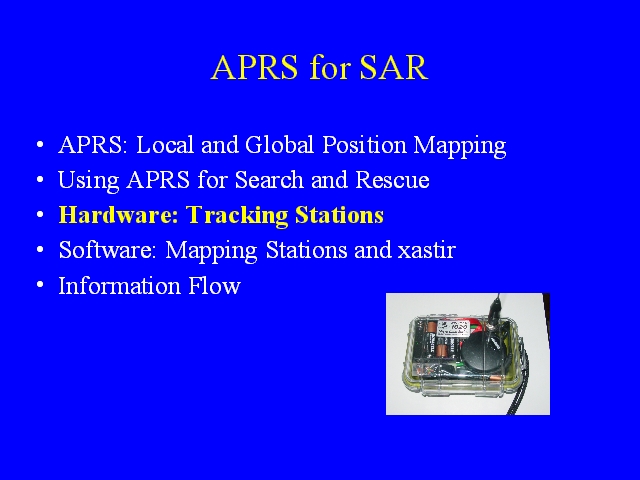 APRS for SAR
• APRS: Local and Global Position Mapping
• Using APRS for Search and Rescue
• Hardware: Tracking Stations
• Software: Mapping Stations and xastir
• Information Flow
1020